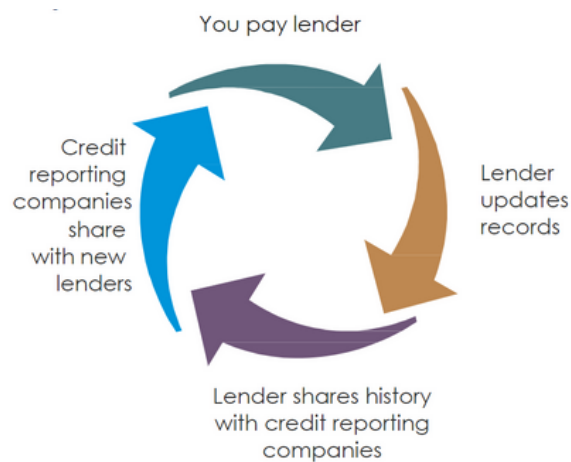 You pay lender
Lender
updates
records
Lender shares history
with credit reporting
companies
Credit
reporting
companies
share
with new
lenders